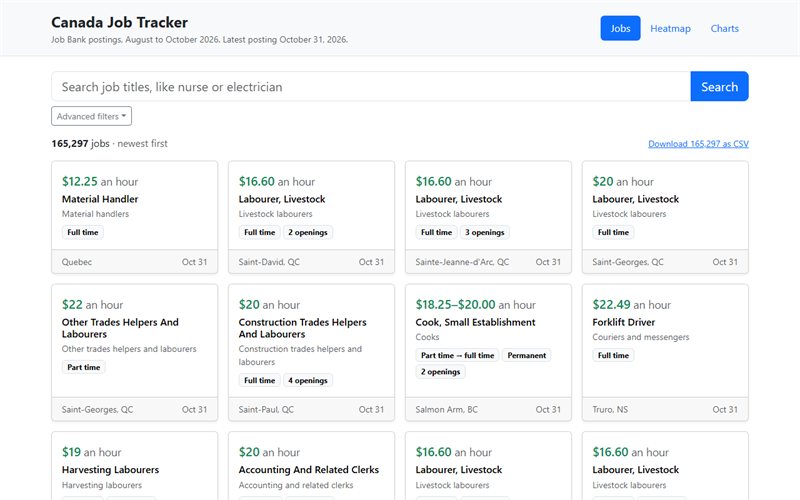 Canada Job Tracker
Job Bank postings, August to October 2026. Latest posting October 31, 2026.
Jobs
Heatmap
Charts
Search job titles, like nurse or electrician
Search
Advanced filters
165,297 jobs · newest first
Download 165,297 as CSV
$12.25 an hour
Material Handler
Material handlers
Full time
Quebec
Oct 31
$16.60 an hour
Labourer, Livestock
Livestock labourers
Full time
2 openings
Saint-David, QC
Oct 31
$16.60 an hour
Labourer, Livestock
Livestock labourers
Full time
3 openings
Sainte-Jeanne-d'Arc, QC
Oct 31
$20 an hour
Labourer, Livestock
Livestock labourers
Full time
Saint-Georges, QC
Oct 31
$22 an hour
Other Trades Helpers And
Labourers
Other trades helpers and labourers
Part time
Saint-Georges, QC
Oct 31
$20 an hour
Construction Trades Helpers
And Labourers
Construction trades helpers and
labourers
Full time
4 openings
Saint-Paul, QC
Oct 31
$18.25–$20.00 an hour
Cook, Small Establishment
Cooks
Part time → full time
Permanent
2 openings
Salmon Arm, BC
Oct 31
$22.49 an hour
Forklift Driver
Couriers and messengers
Full time
Truro, NS
Oct 31
$19 an hour
Harvesting Labourers
Harvesting labourers
$20 an hour
Accounting And Related Clerks
Accounting and related clerks
$16.60 an hour
Labourer, Livestock
Livestock labourers
$16.60 an hour
Labourer, Livestock
Livestock labourers